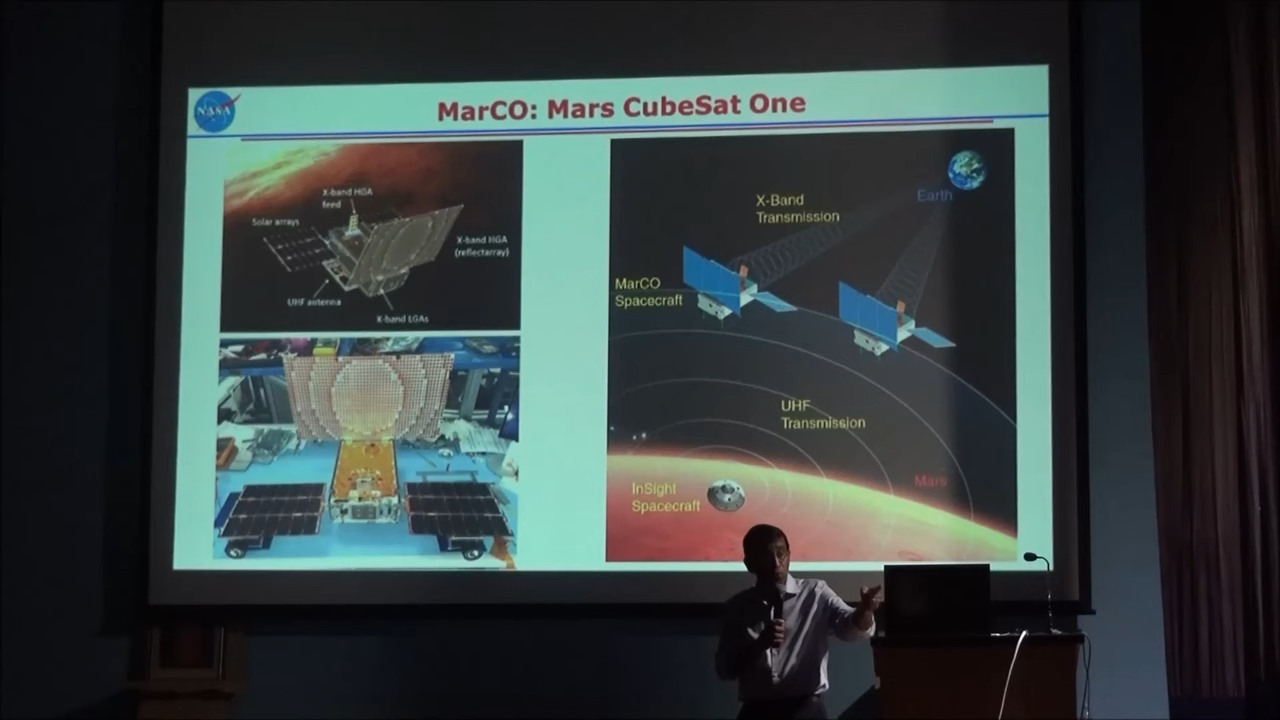 NASA
MarCO: Mars CubeSat One
X-band HGA
feed
Solar arrays
X-band HGA
(reflectarray)
UHF antenna
X-band LGAs
X-Band
Transmission
Earth
MarCO
Spacecraft
UHF
Transmission
InSight
Spacecraft
Mars